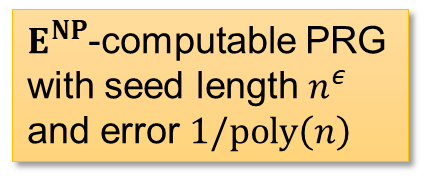 E^NP-computable PRG
with seed length n^ϵ
and error 1/poly(n)